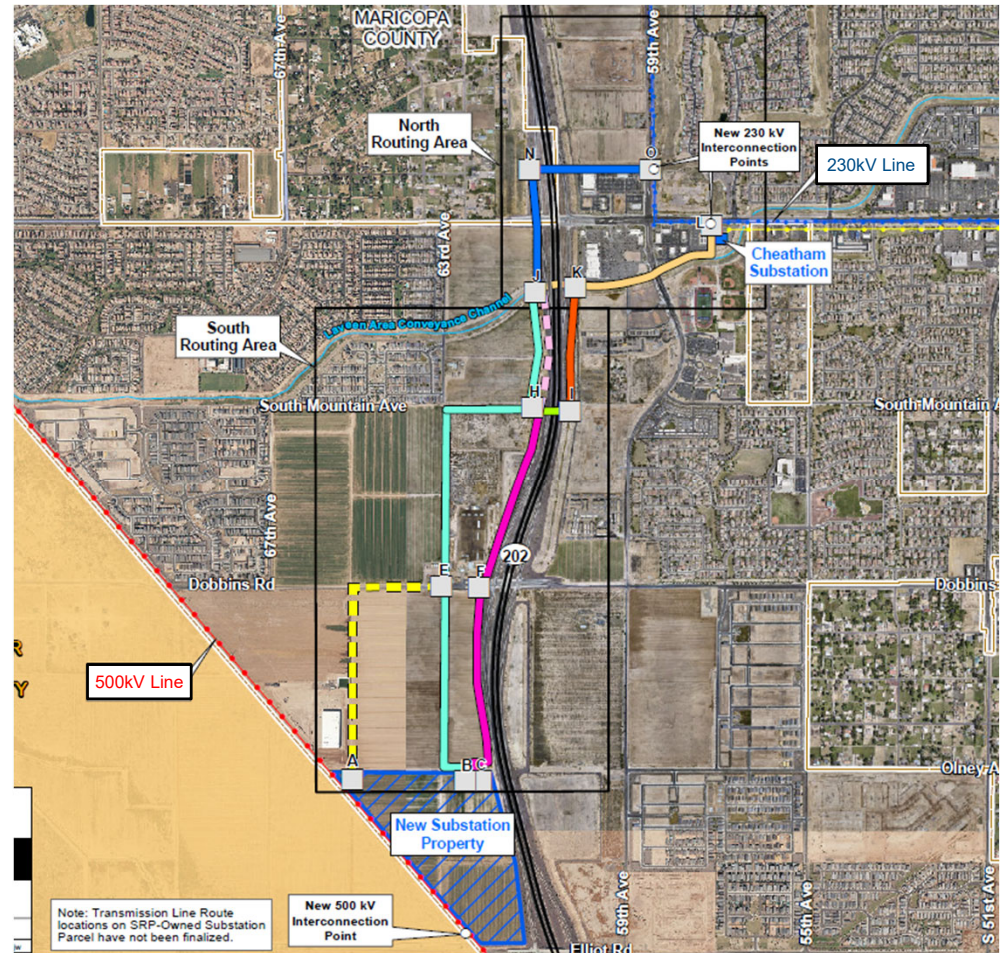 MARICOPA
COUNTY
67th Ave
59th Ave
North
Routing Area
New 230 kV
Interconnection
Points
230kV Line
N
O
L
63rd Ave
Cheatham
Substation
J
K
Laveen Area Conveyance Channel
South
Routing Area
H
I
South Mountain Ave
South Mountain A
67th Ave
202
E
F
Dobbins Rd
Dobbins
R
Y
500kV Line
A
B
C
Olney A
New Substation
Property
59th Ave
55th Ave
S 51st Ave
Note: Transmission Line Route
locations on SRP-Owned Substation
Parcel have not been finalized.
New 500 kV
Interconnection
Point
Elliot Rd